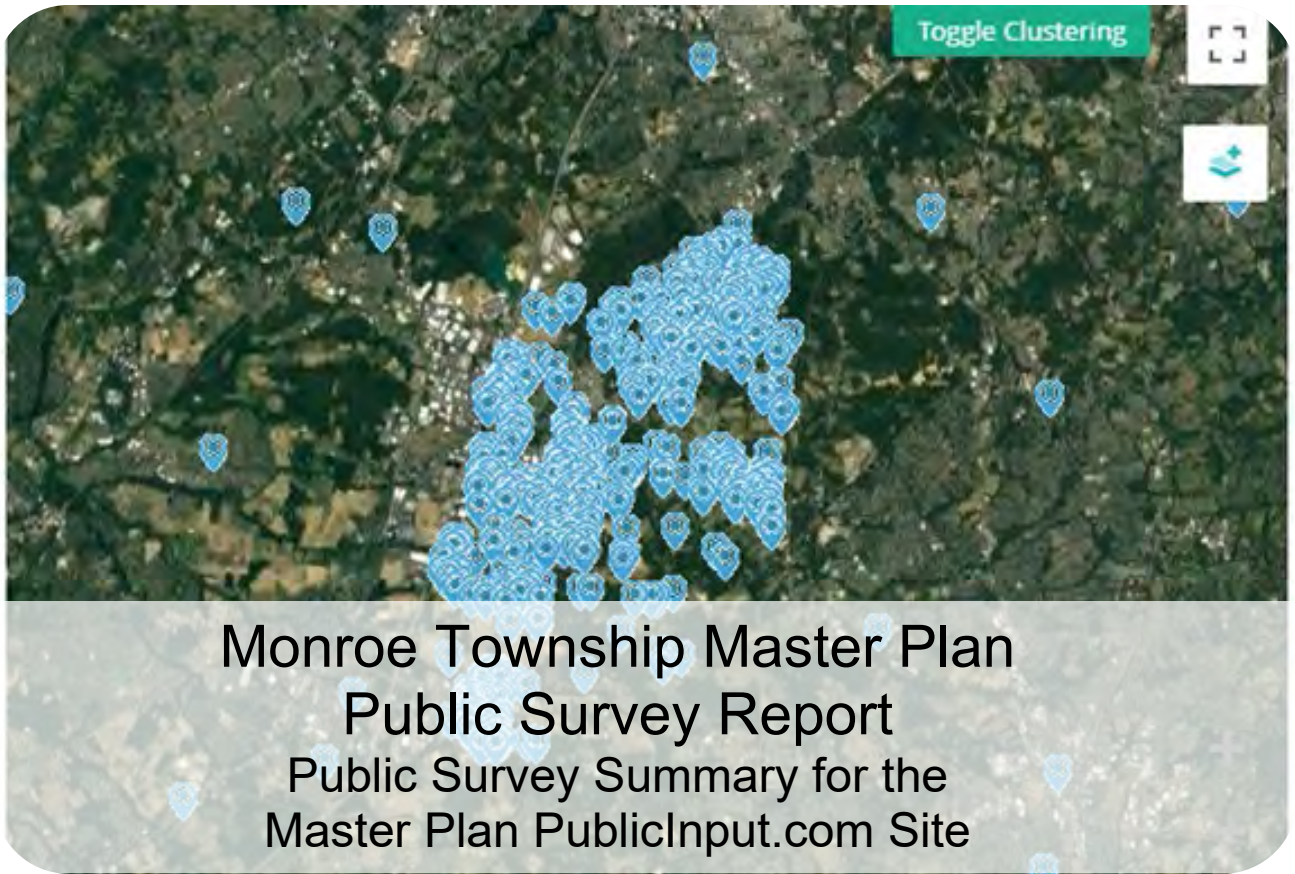 Toggle Clustering
Monroe Township Master Plan
Public Survey Report
Public Survey Summary for the
Master Plan PublicInput.com Site